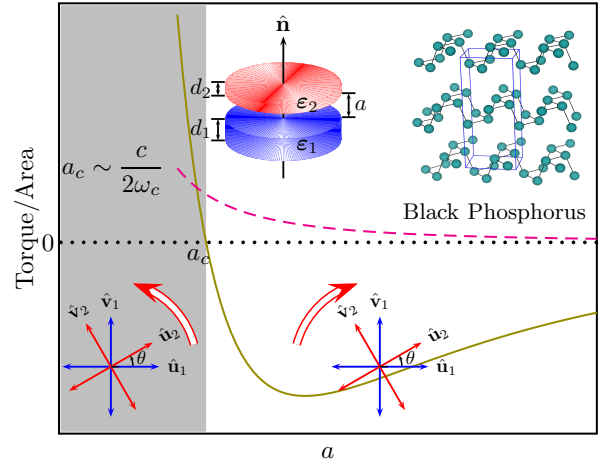 n̂
d₂
ε₂
a
d₁
ε₁
a_c ~ c/2ω_c
Black Phosphorus
Torque/Area
0
a_c
v̂₂
v̂₁
û₂
θ
û₁
v̂₂
v̂₁
û₂
θ
û₁
a